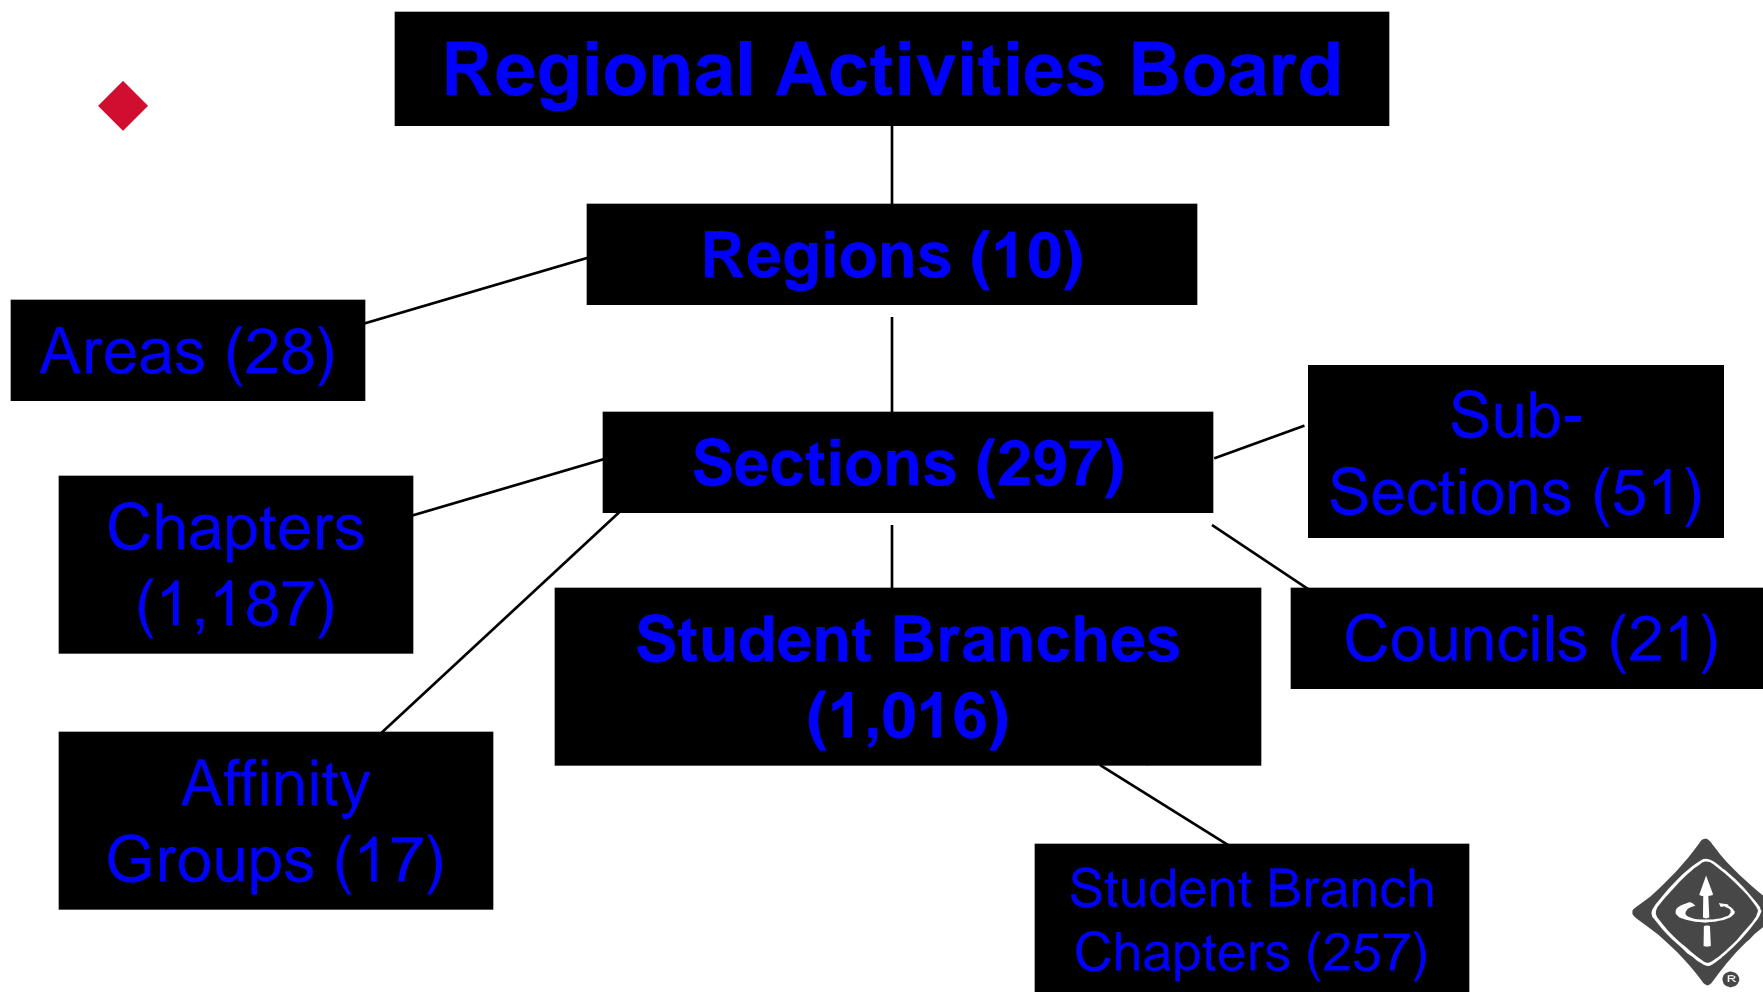 Regional Activities Board
Regions (10)
Areas (28)
Sections (297)
Sub-
Sections (51)
Chapters
(1,187)
Student Branches
(1,016)
Councils (21)
Affinity
Groups (17)
Student Branch
Chapters (257)
®